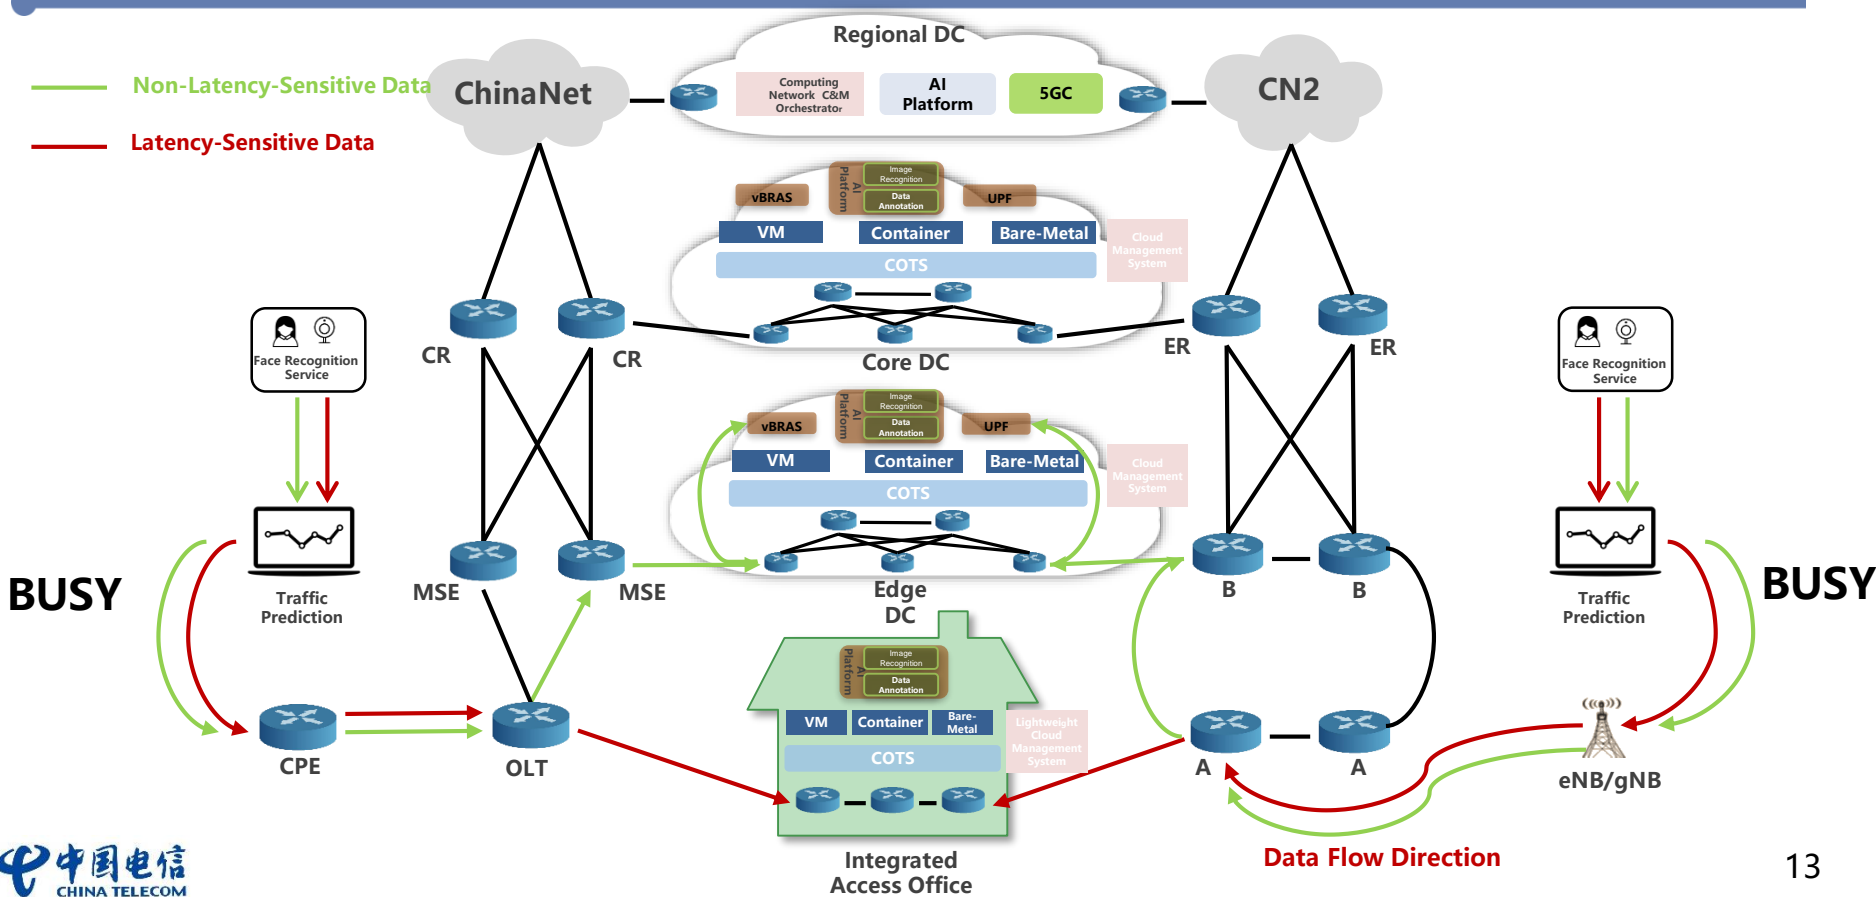 Regional DC
Non-Latency-Sensitive Data
Latency-Sensitive Data
ChinaNet
Computing
Network C&M
Orchestrator
AI
Platform
5GC
CN2
AI
Platform
Image
Recognition
Data
Annotation
vBRAS
UPF
VM
Container
Bare-Metal
COTS
Cloud
Management
System
Core DC
CR
CR
ER
ER
Face Recognition
Service
Face Recognition
Service
AI
Platform
Image
Recognition
Data
Annotation
vBRAS
UPF
VM
Container
Bare-Metal
COTS
Cloud
Management
System
Edge
DC
MSE
MSE
B
B
BUSY
Traffic
Prediction
Traffic
Prediction
BUSY
AI
Platform
Image
Recognition
Data
Annotation
VM
Container
Bare-
Metal
COTS
Lightweight
Cloud
Management
System
CPE
OLT
A
A
eNB/gNB
Integrated
Access Office
Data Flow Direction
中国电信
CHINA TELECOM
13